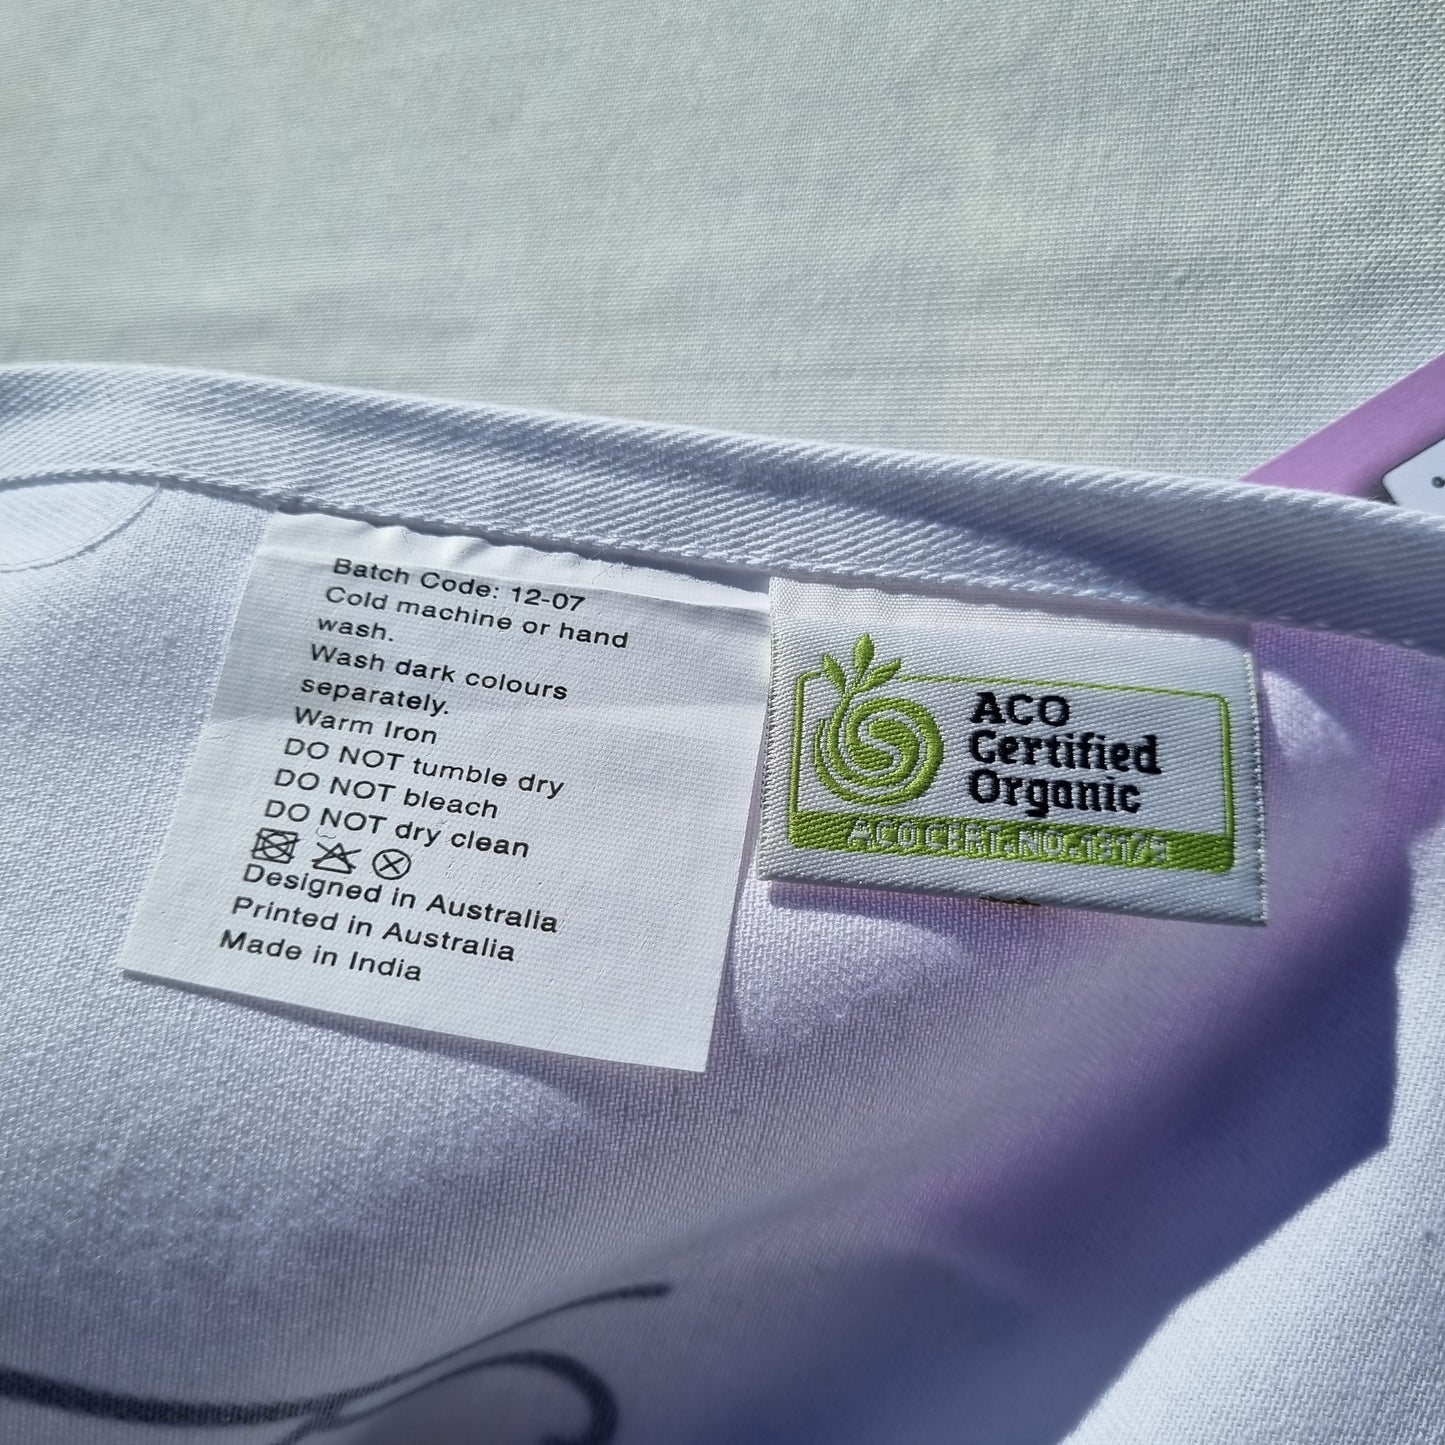 Batch Code: 12-07
Cold machine or hand
wash.
Wash dark colours
separately.
Warm Iron
DO NOT tumble dry
DO NOT bleach
DO NOT dry clean
Designed in Australia
Printed in Australia
Made in India
ACO
Certified
Organic
ACO CERT. NO.